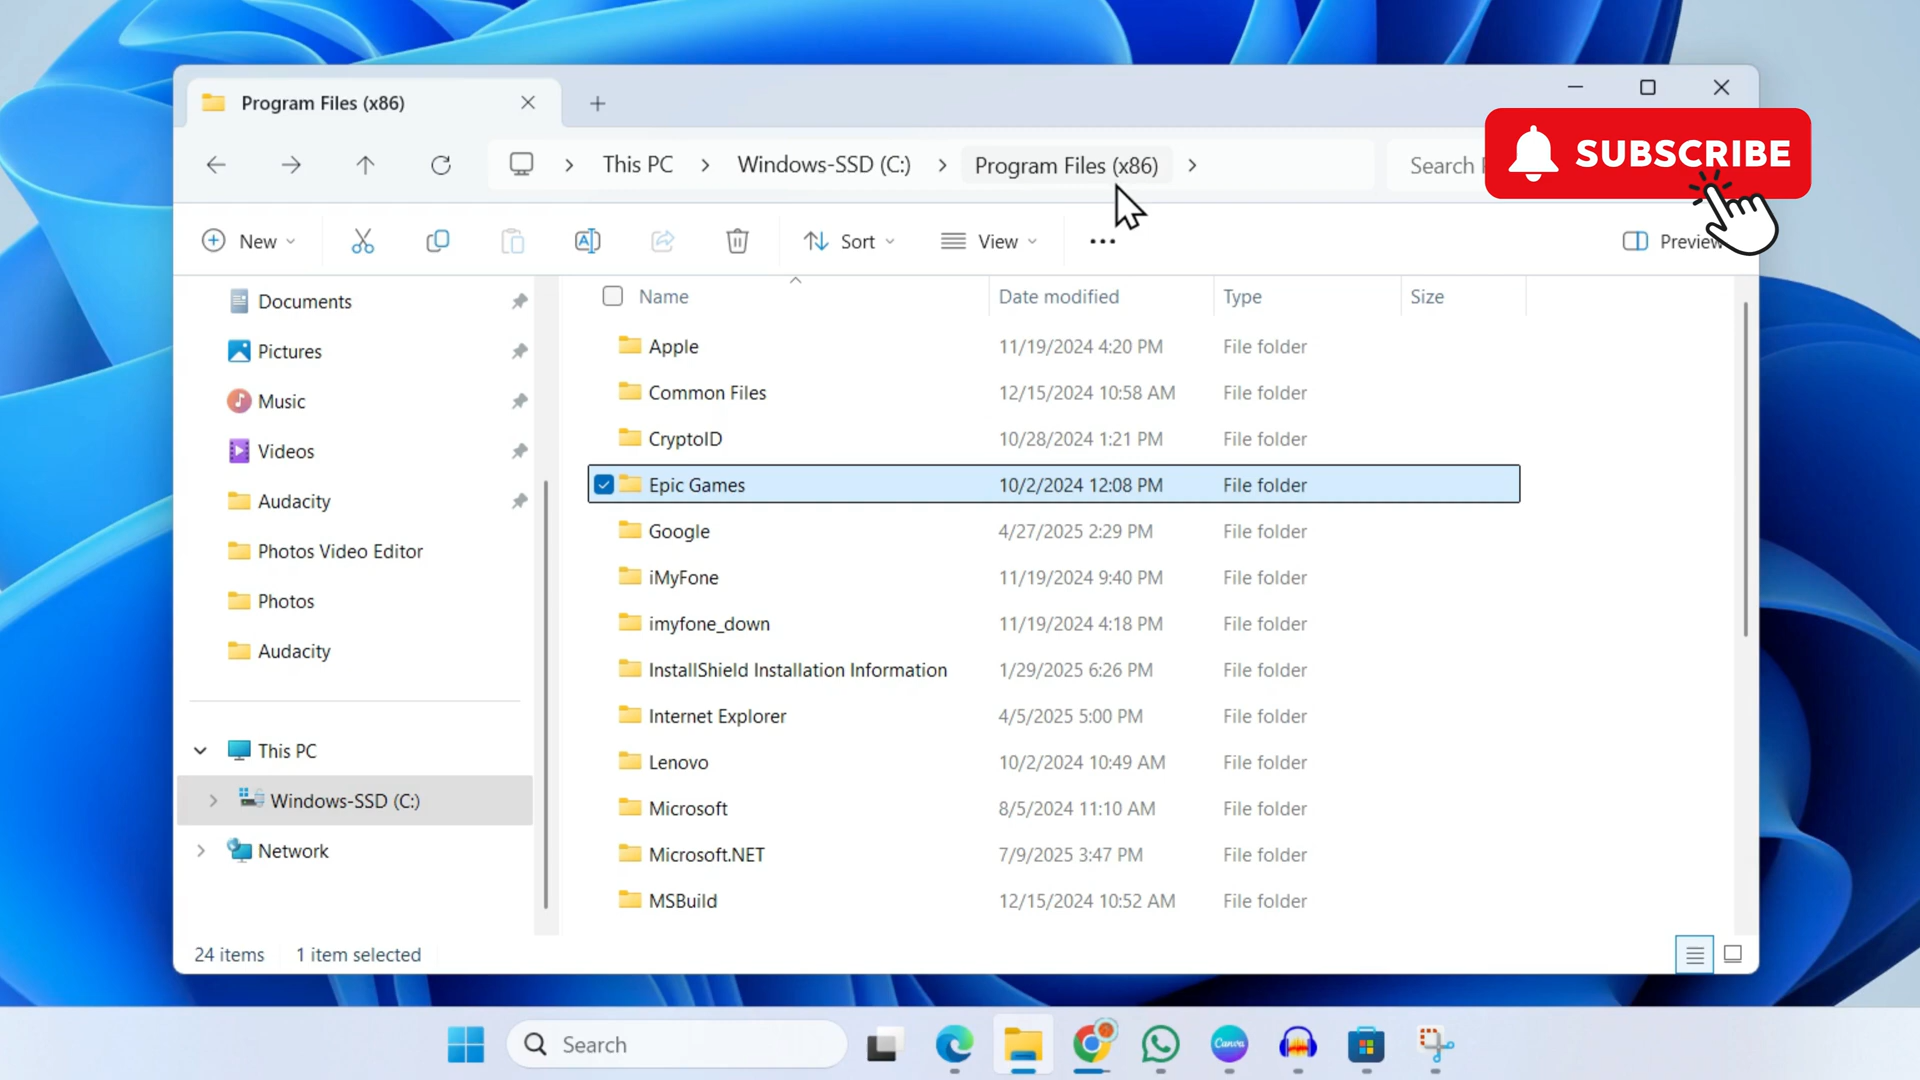 Program Files (x86)
This PC > Windows-SSD (C:) > Program Files (x86) >
Search
SUBSCRIBE
New
Sort
View
Preview
Documents
Pictures
Music
Videos
Audacity
Photos Video Editor
Photos
Audacity
This PC
Windows-SSD (C:)
Network
Name Date modified Type Size
Apple 11/19/2024 4:20 PM File folder
Common Files 12/15/2024 10:58 AM File folder
CryptoID 10/28/2024 1:21 PM File folder
Epic Games 10/2/2024 12:08 PM File folder
Google 4/27/2025 2:29 PM File folder
iMyFone 11/19/2024 9:40 PM File folder
imyfone_down 11/19/2024 4:18 PM File folder
InstallShield Installation Information 1/29/2025 6:26 PM File folder
Internet Explorer 4/5/2025 5:00 PM File folder
Lenovo 10/2/2024 10:49 AM File folder
Microsoft 8/5/2024 11:10 AM File folder
Microsoft.NET 7/9/2025 3:47 PM File folder
MSBuild 12/15/2024 10:52 AM File folder
24 items 1 item selected
Search
Canva